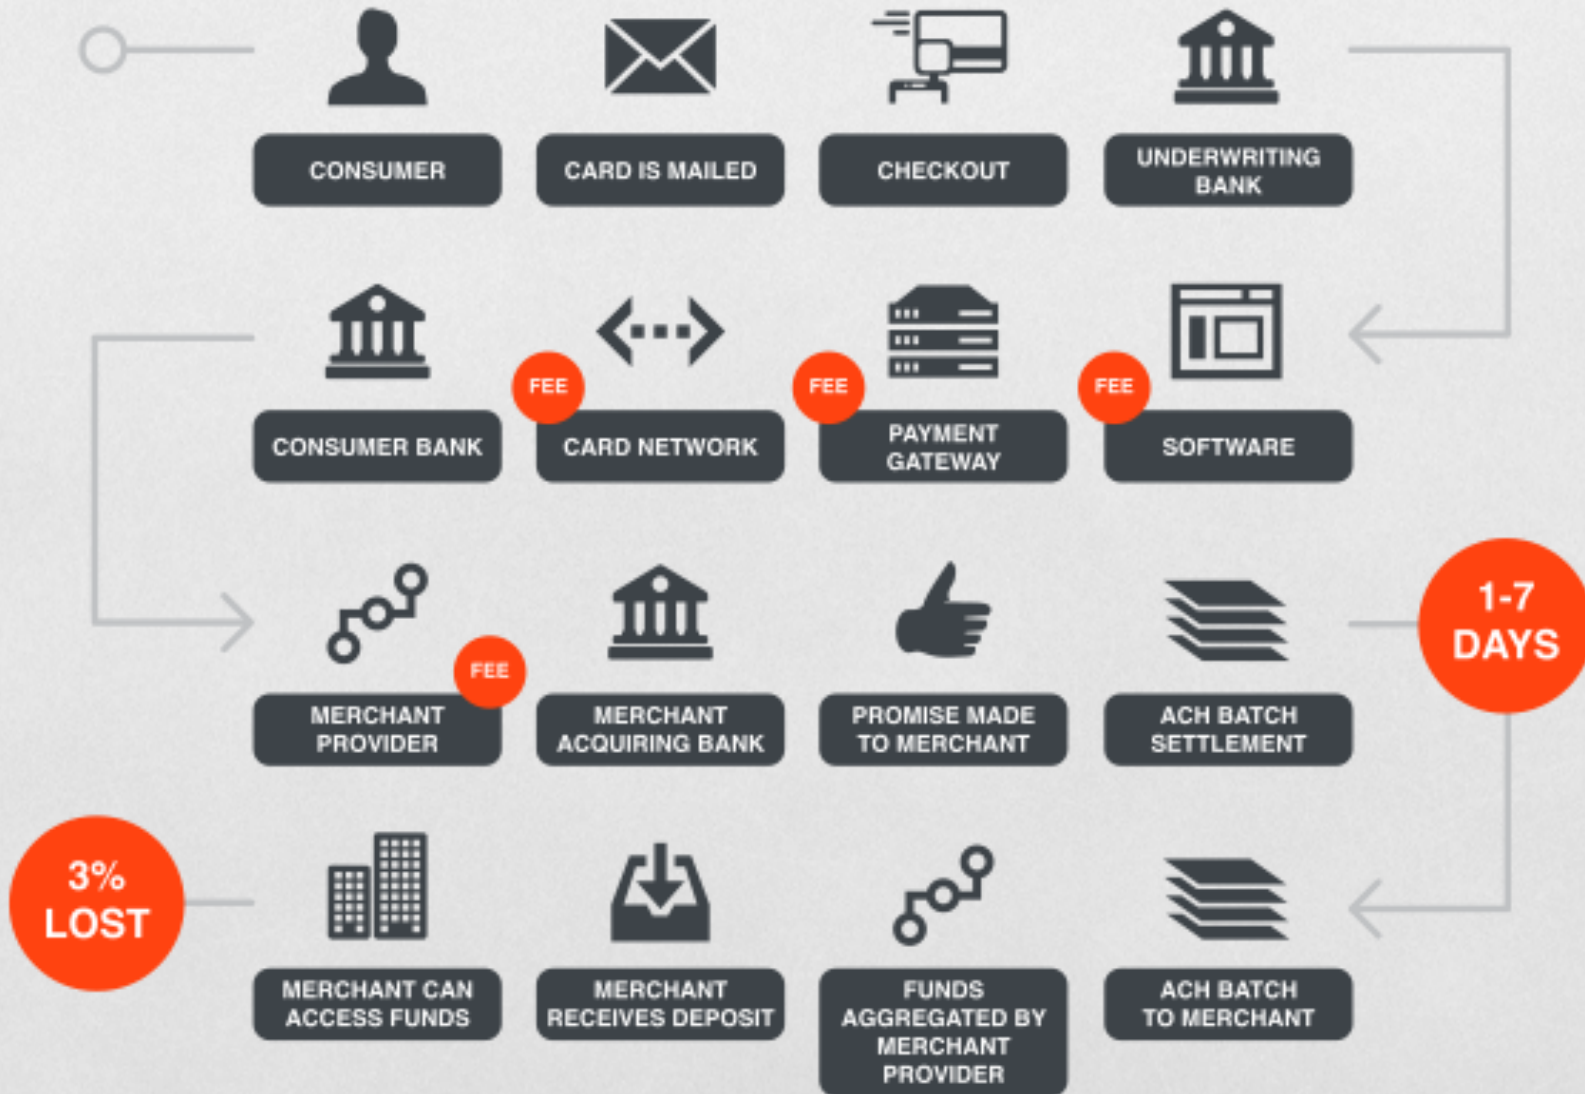 CONSUMER
CARD IS MAILED
CHECKOUT
UNDERWRITING
BANK
CONSUMER BANK
FEE
CARD NETWORK
FEE
PAYMENT
GATEWAY
FEE
SOFTWARE
MERCHANT
PROVIDER
FEE
MERCHANT
ACQUIRING BANK
PROMISE MADE
TO MERCHANT
ACH BATCH
SETTLEMENT
1-7
DAYS
3%
LOST
MERCHANT CAN
ACCESS FUNDS
MERCHANT
RECEIVES DEPOSIT
FUNDS
AGGREGATED BY
MERCHANT
PROVIDER
ACH BATCH
TO MERCHANT